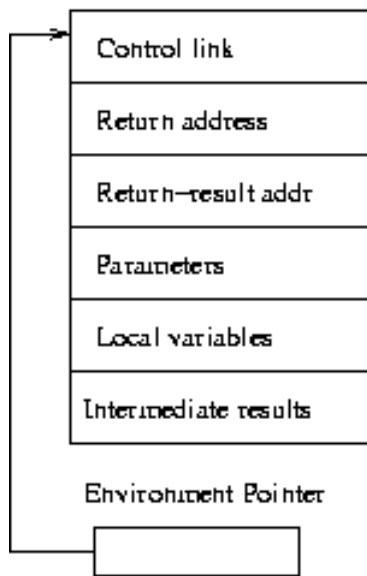 Control link
Return address
Return-result addr
Parameters
Local variables
Intermediate results
Environment Pointer